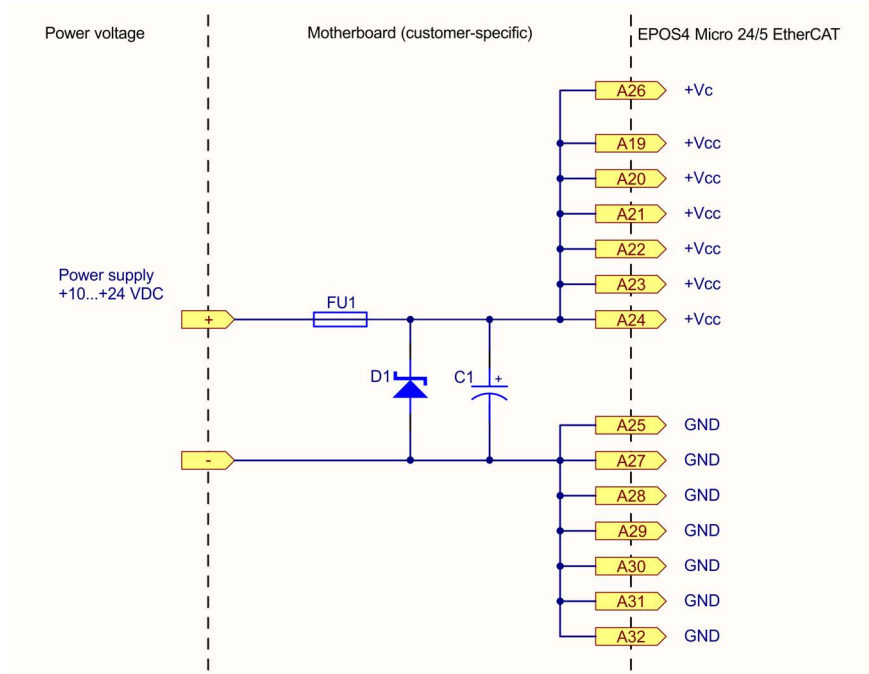 Power voltage
Motherboard (customer-specific)
EPOS4 Micro 24/5 EtherCAT
A26 +Vc
A19 +Vcc
A20 +Vcc
A21 +Vcc
A22 +Vcc
A23 +Vcc
Power supply
+10...+24 VDC
+
FU1
A24 +Vcc
D1
C1
+
A25 GND
-
A27 GND
A28 GND
A29 GND
A30 GND
A31 GND
A32 GND